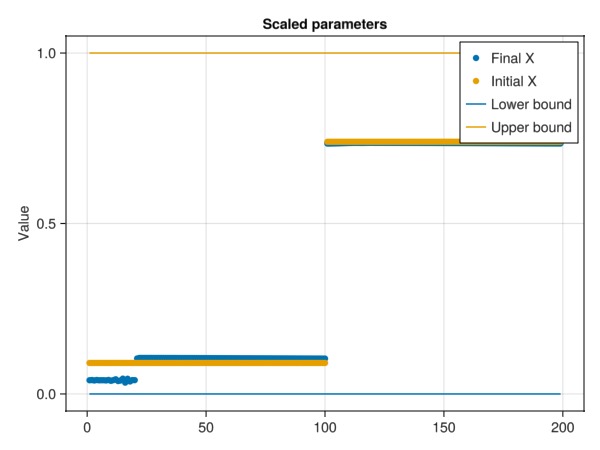 Scaled parameters
Final X
Initial X
Lower bound
Upper bound
Value
1.0
0.5
0.0
0
50
100
150
200